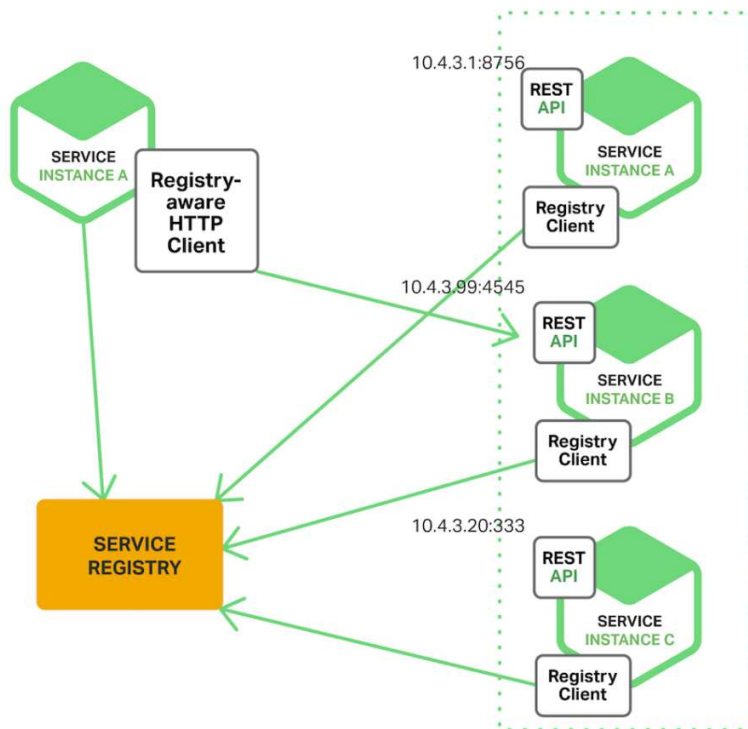 SERVICE
INSTANCE A
Registry-
aware
HTTP
Client
10.4.3.1:8756
REST
API
SERVICE
INSTANCE A
Registry
Client
10.4.3.99:4545
REST
API
SERVICE
INSTANCE B
Registry
Client
SERVICE
REGISTRY
10.4.3.20:333
REST
API
SERVICE
INSTANCE C
Registry
Client